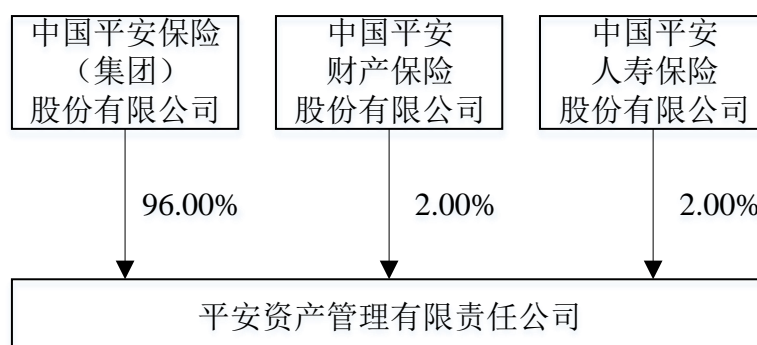 中国平安保险
（集团）
股份有限公司
中国平安
财产保险
股份有限公司
中国平安
人寿保险
股份有限公司
96.00%
2.00%
2.00%
平安资产管理有限责任公司